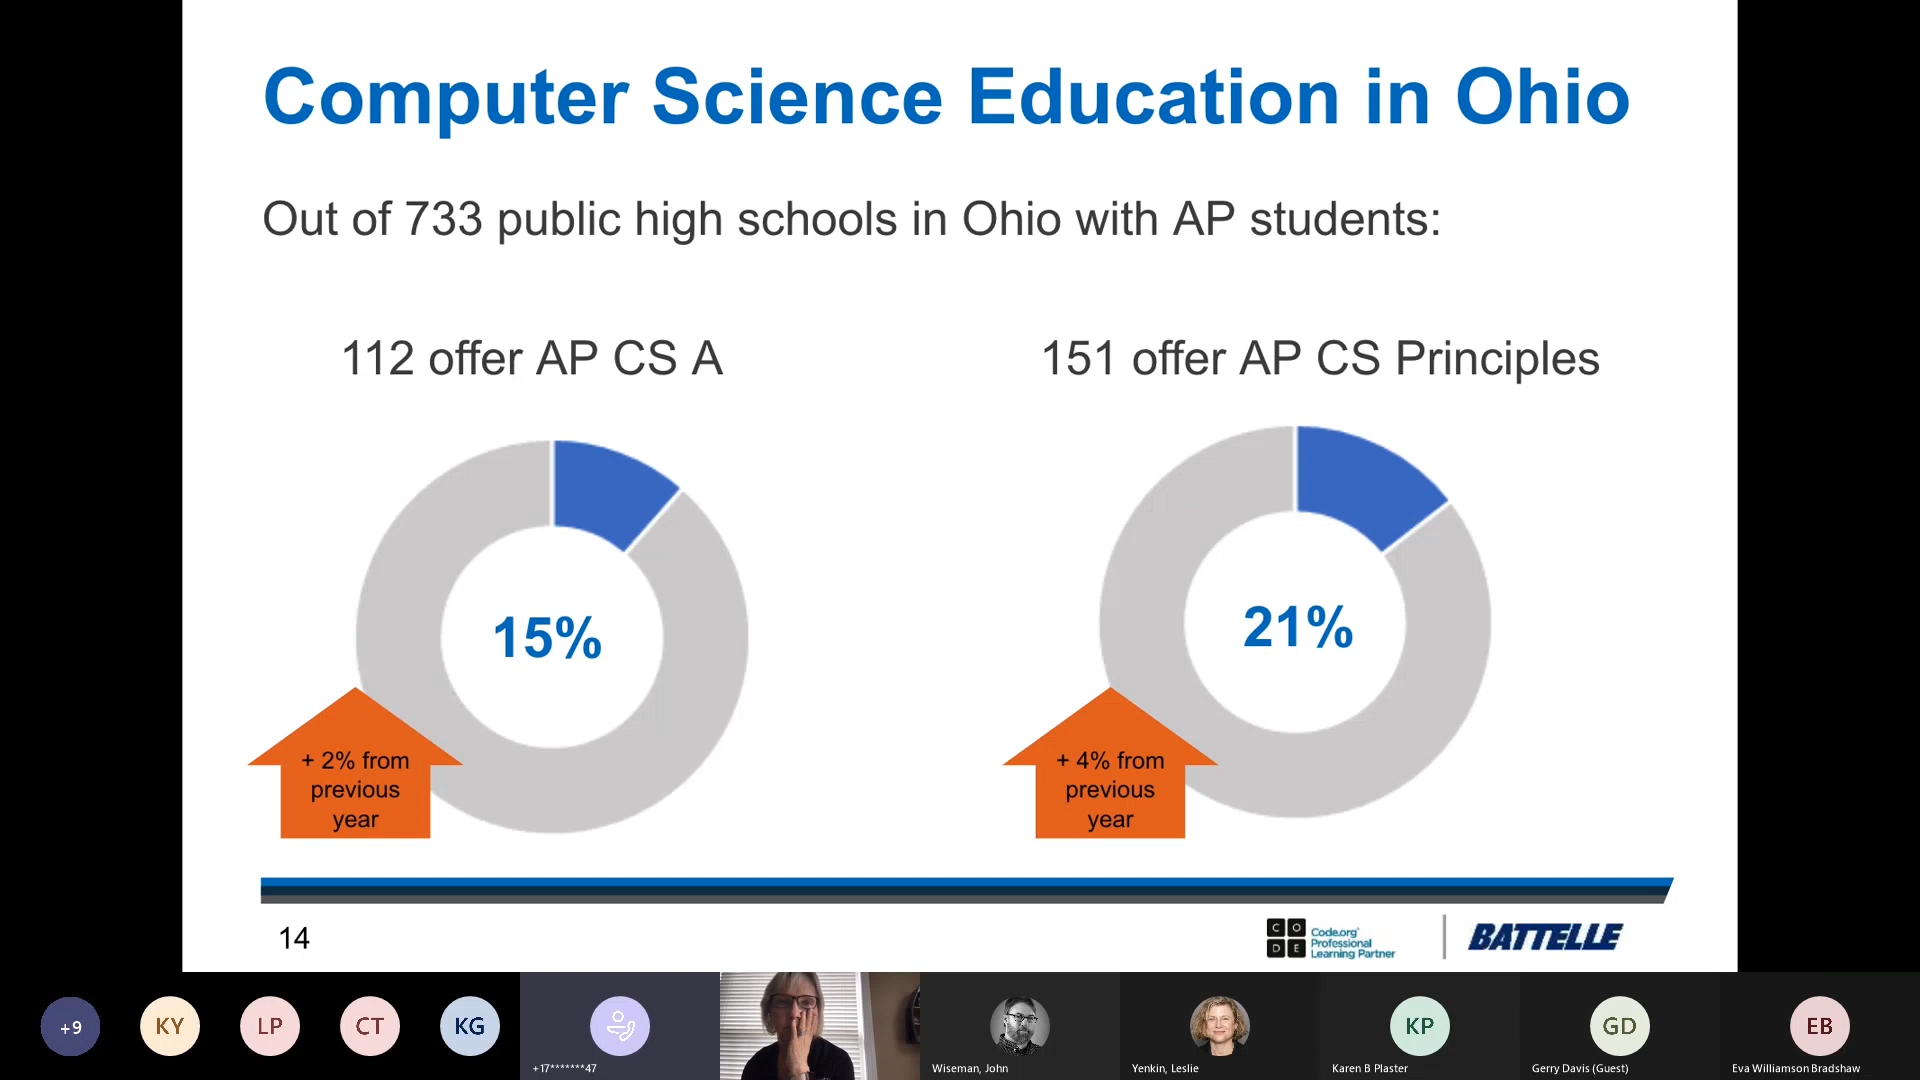 Computer Science Education in Ohio
Out of 733 public high schools in Ohio with AP students:
112 offer AP CS A
151 offer AP CS Principles
15%
21%
+ 2% from
previous
year
+ 4% from
previous
year
14
C O
D E
Code.org®
Professional
Learning Partner
BATTELLE
+9
KY
LP
CT
KG
+17*******47
Wiseman, John
Yenkin, Leslie
KP
Karen B Plaster
GD
Gerry Davis (Guest)
EB
Eva Williamson Bradshaw